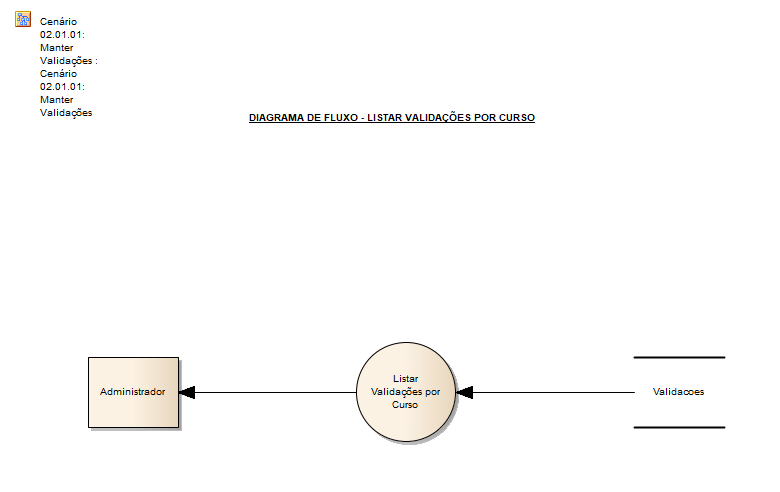 Cenário
02.01.01:
Manter
Validações :
Cenário
02.01.01:
Manter
Validações
DIAGRAMA DE FLUXO - LISTAR VALIDAÇÕES POR CURSO
Administrador
Listar
Validações por
Curso
Validacoes